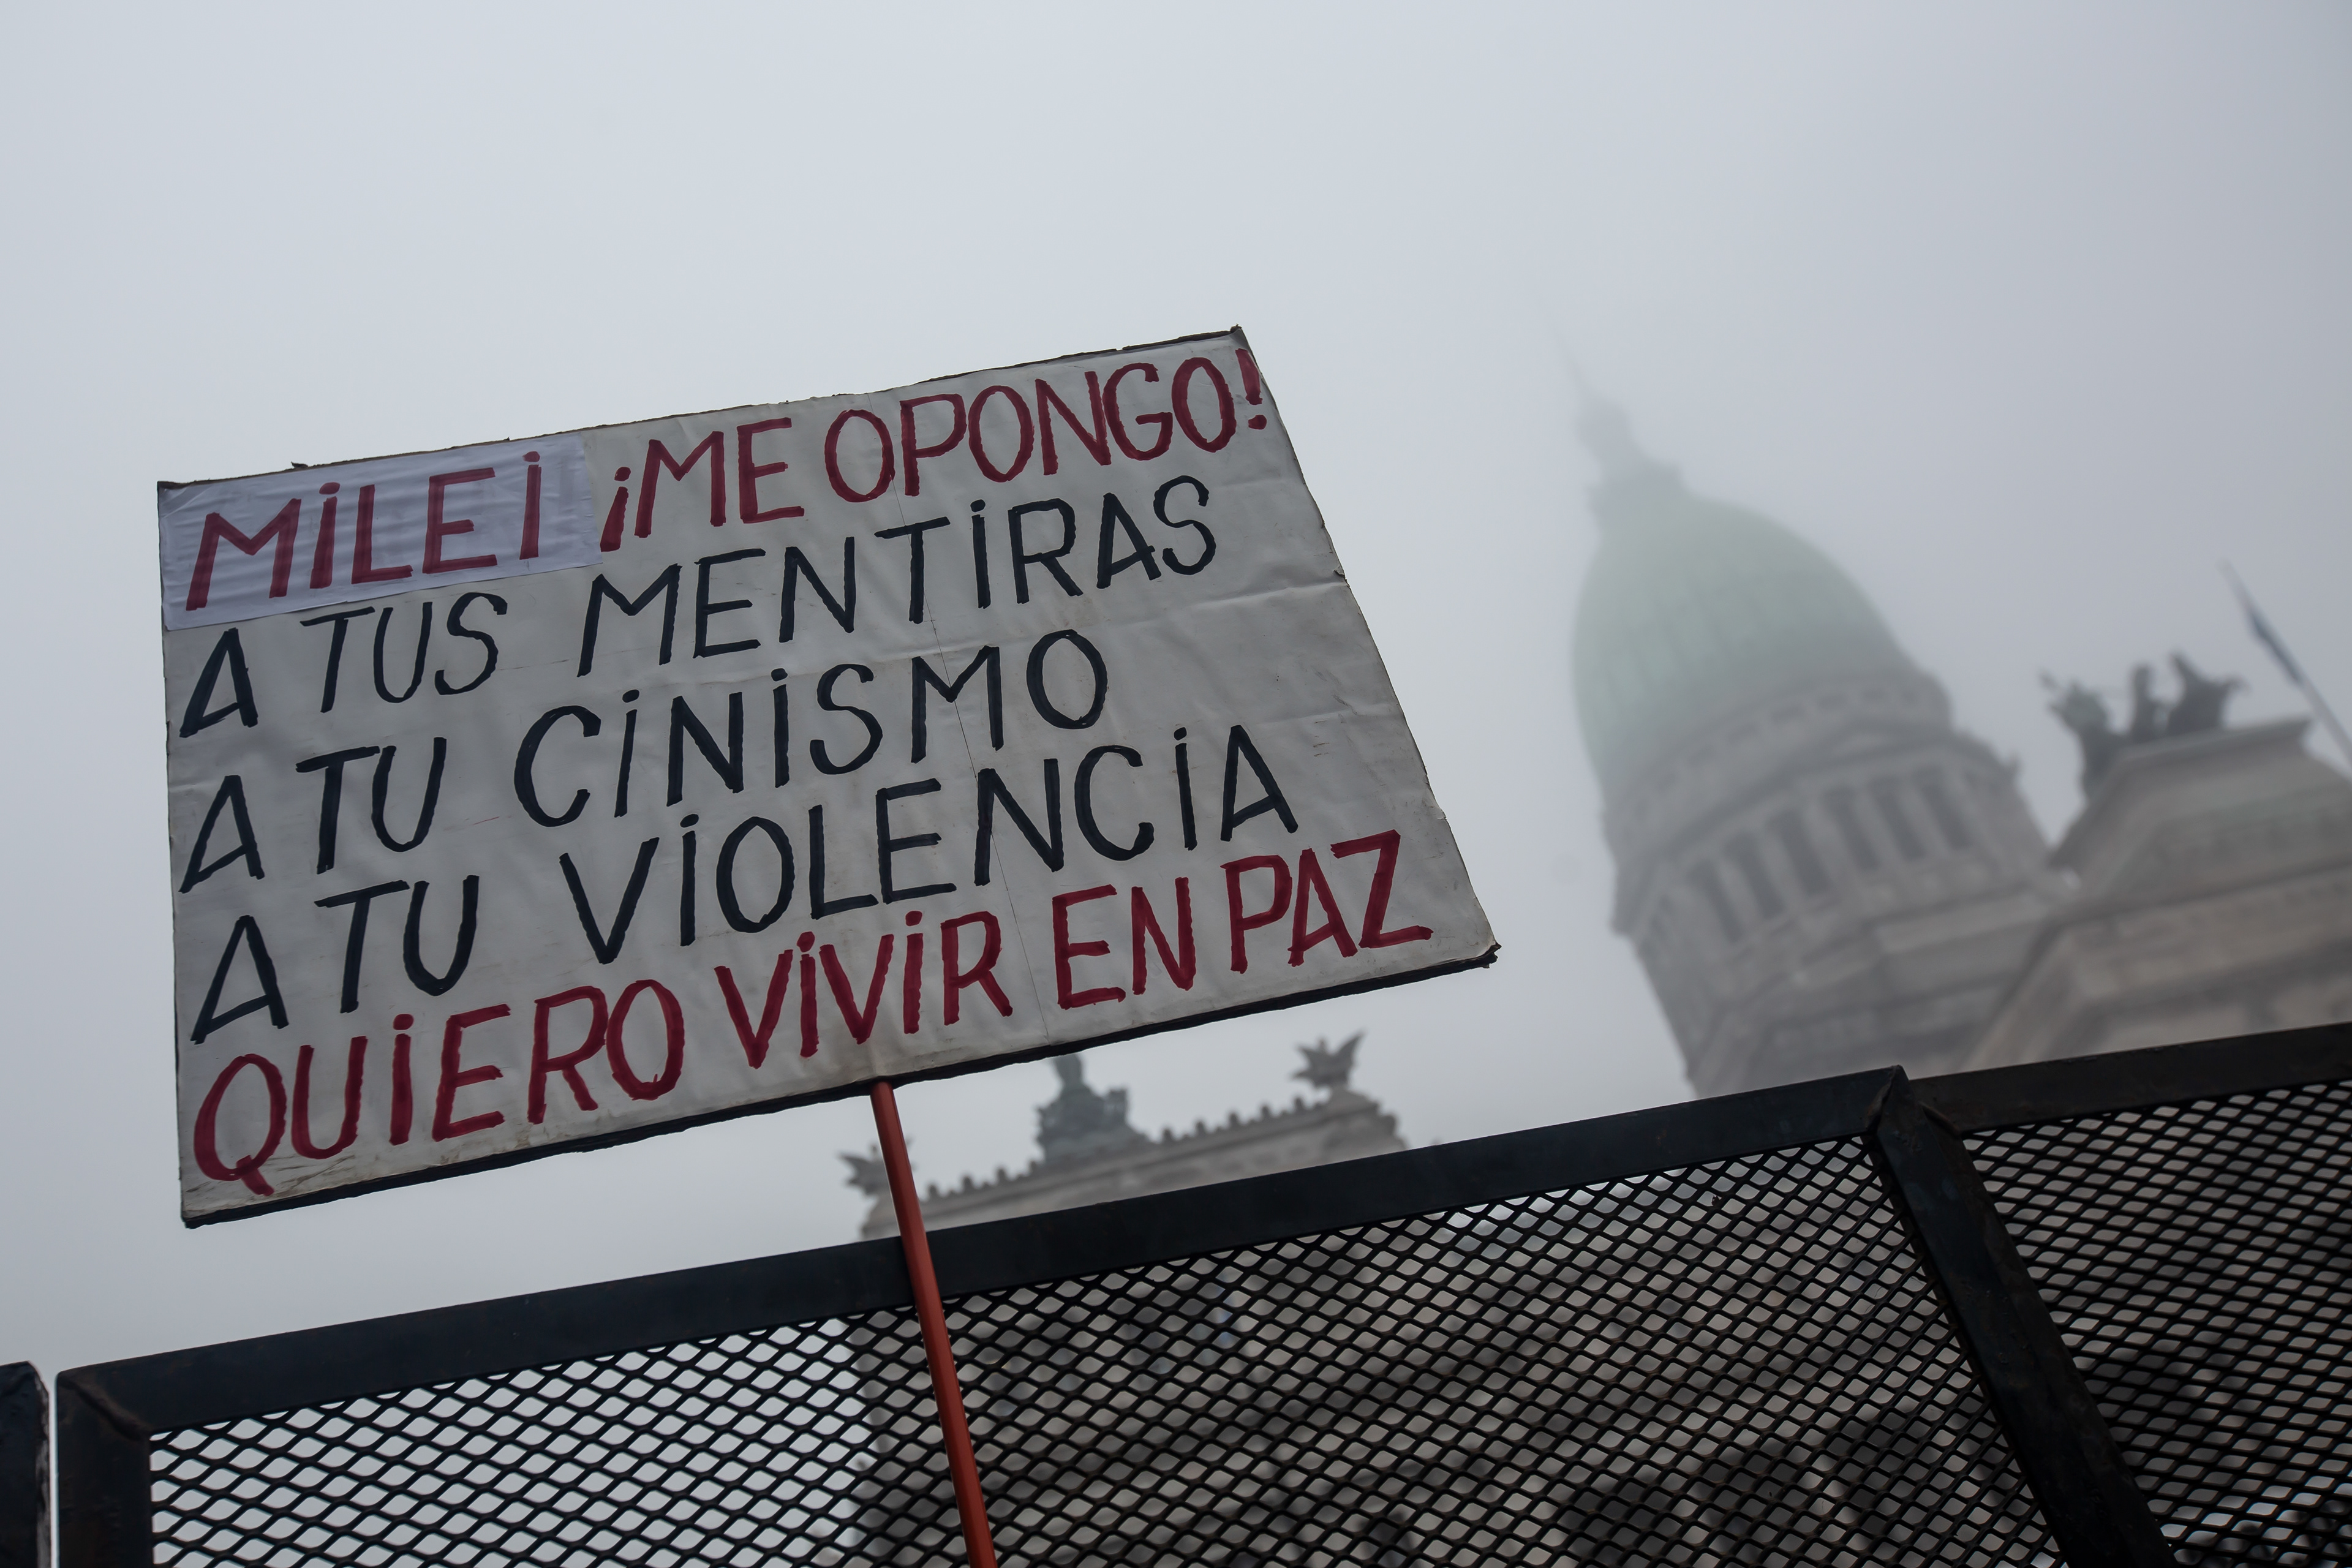 MiLEi ¡ME OPONGO!
A TUS MENTiRAS
A TU CiNiSMO
A TU ViOLENCiA
QUiERO ViViR EN PAZ